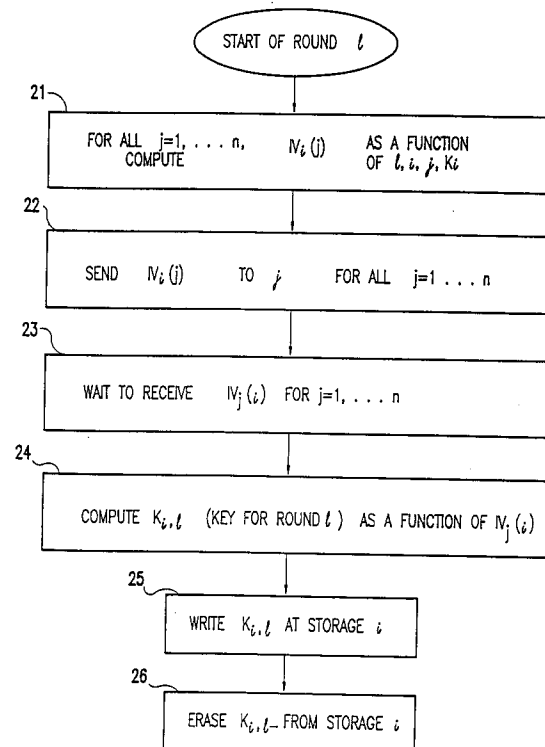 START OF ROUND ℓ
21
FOR ALL j=1, . . . n, IVi(j) AS A FUNCTION
COMPUTE OF ℓ, i, j, Ki
22
SEND IVi(j) TO j FOR ALL j=1 . . . n
23
WAIT TO RECEIVE IVj(i) FOR j=1, . . . n
24
COMPUTE Ki,ℓ (KEY FOR ROUND ℓ) AS A FUNCTION OF IVj(i)
25
WRITE Ki,ℓ AT STORAGE i
26
ERASE Ki,ℓ- FROM STORAGE i